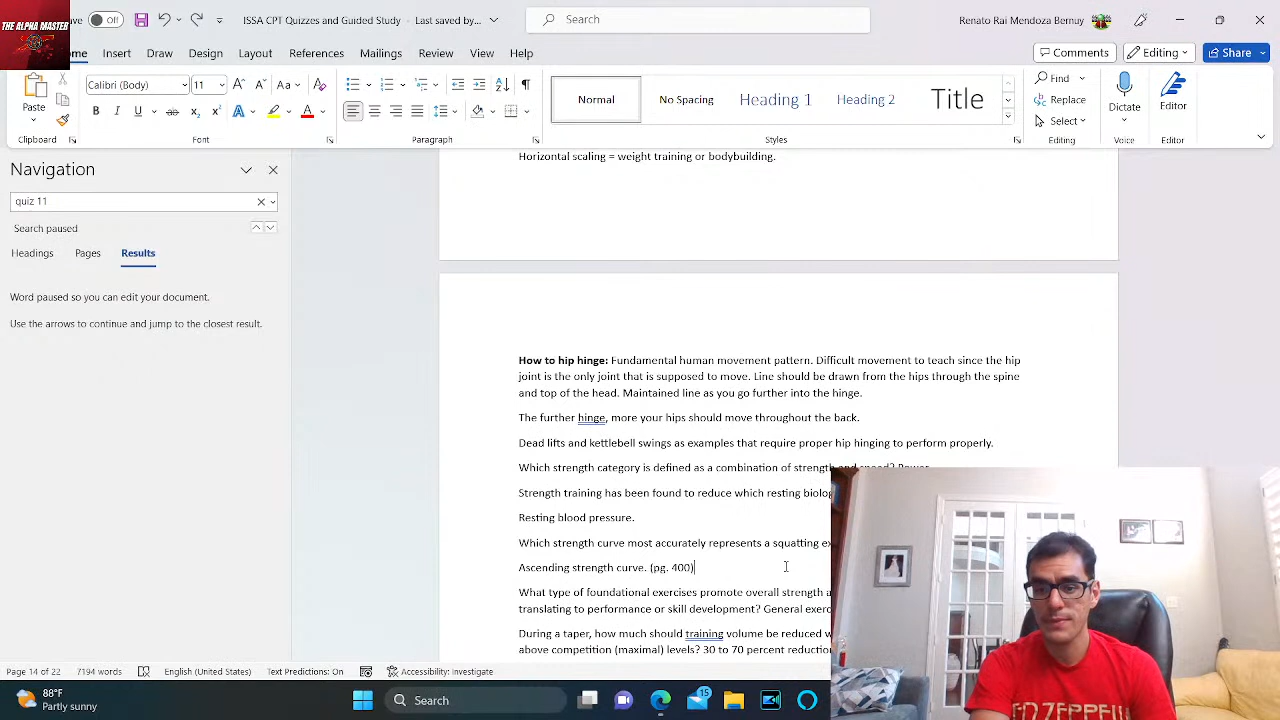 THE ALPHA MASTER
Save
Off
ISSA CPT Quizzes and Guided Study • Last saved by...
Search
Renato Rai Mendoza Bernuy
Home
Insert
Draw
Design
Layout
References
Mailings
Review
View
Help
Comments
Editing
Share
Paste
Clipboard
Calibri (Body)
11
Font
Paragraph
Normal
No Spacing
Heading 1
Heading 2
Title
Styles
Find
Replace
Select
Editing
Dictate
Voice
Editor
Editor
Navigation
quiz 11
Search paused
Headings
Pages
Results
Word paused so you can edit your document.
Use the arrows to continue and jump to the closest result.
Horizontal scaling = weight training or bodybuilding.
How to hip hinge: Fundamental human movement pattern. Difficult movement to teach since the hip
joint is the only joint that is supposed to move. Line should be drawn from the hips through the spine
and top of the head. Maintained line as you go further into the hinge.
The further hinge, more your hips should move throughout the back.
Dead lifts and kettlebell swings as examples that require proper hip hinging to perform properly.
Which strength category is defined as a combination of strength and speed? Power.
Strength training has been found to reduce which resting
Resting blood pressure.
Which strength curve most accurately represents a squatting
Ascending strength curve. (pg. 400)
What type of foundational exercises promote overall strength
translating to performance or skill development? General
During a taper, how much should training volume be reduced
above competition (maximal) levels? 30 to 70 percent
Page 14 of 22
7194 words
English (United States)
Text Predictions: On
Accessibility: Investigate
88°F
Partly sunny
Search
15
LED ZEPPELIN